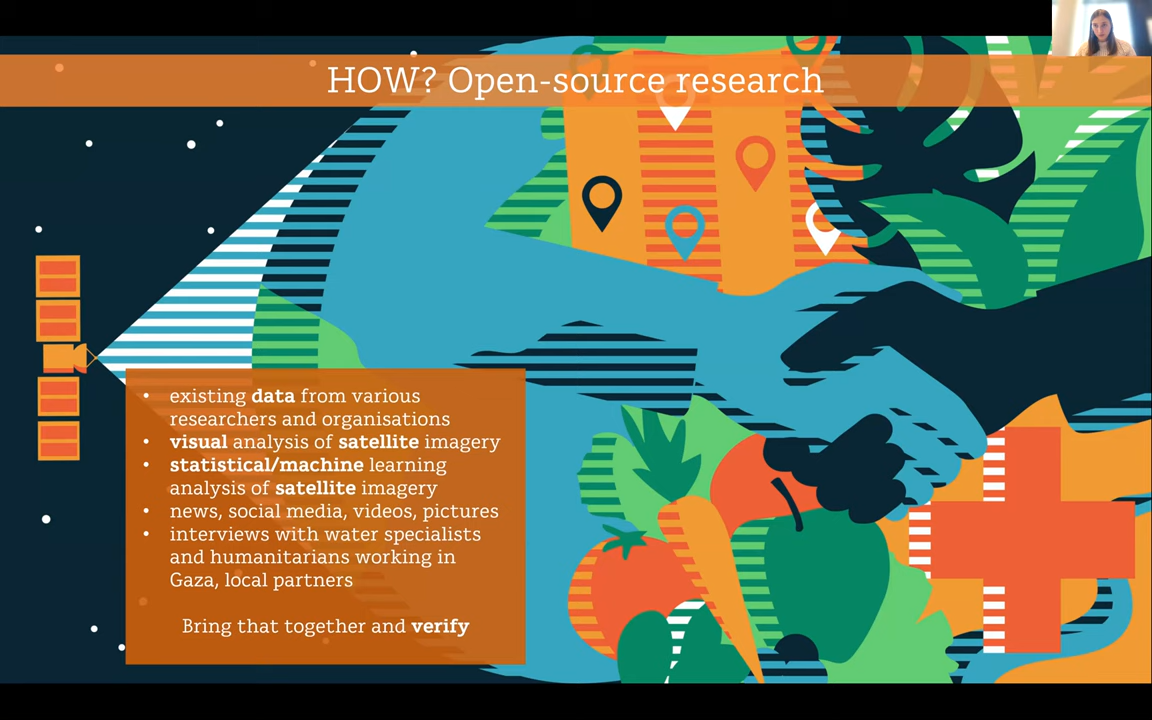 HOW? Open-source research
• existing data from various
researchers and organisations
• visual analysis of satellite imagery
• statistical/machine learning
analysis of satellite imagery
• news, social media, videos, pictures
• interviews with water specialists
and humanitarians working in
Gaza, local partners
Bring that together and verify